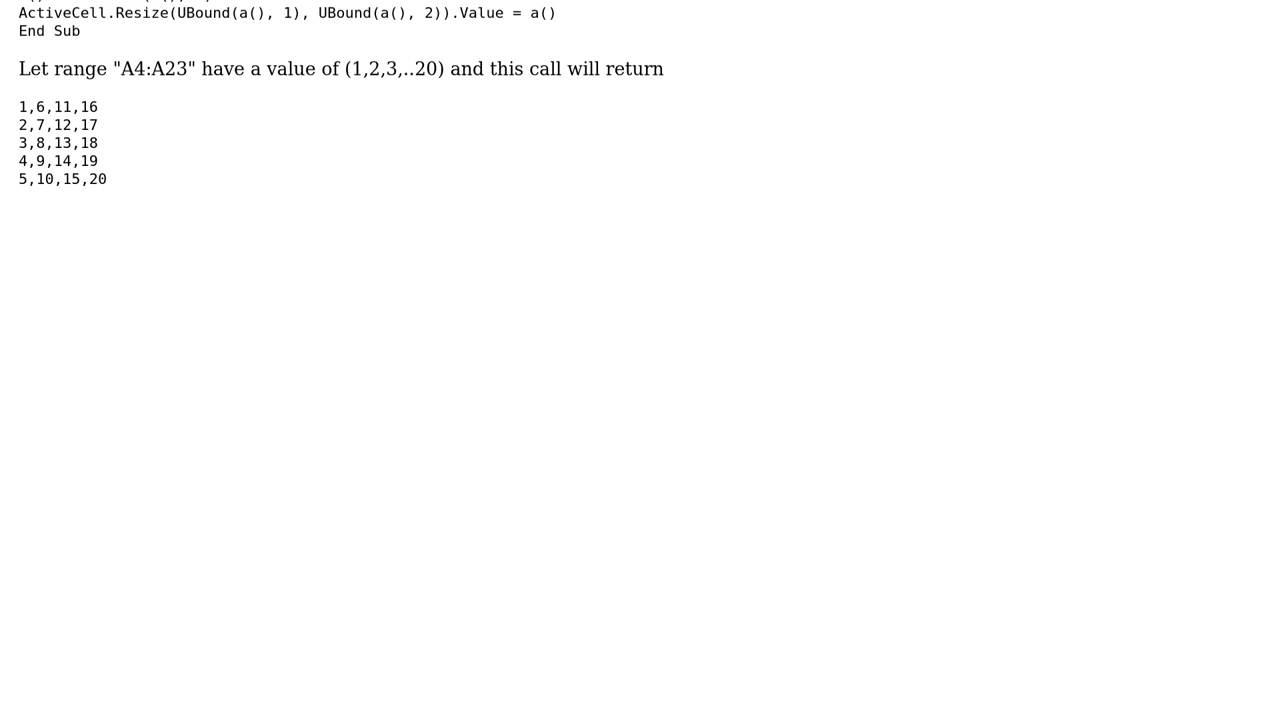 ActiveCell.Resize(UBound(a(), 1), UBound(a(), 2)).Value = a()
End Sub
Let range "A4:A23" have a value of (1,2,3,..20) and this call will return
1,6,11,16
2,7,12,17
3,8,13,18
4,9,14,19
5,10,15,20